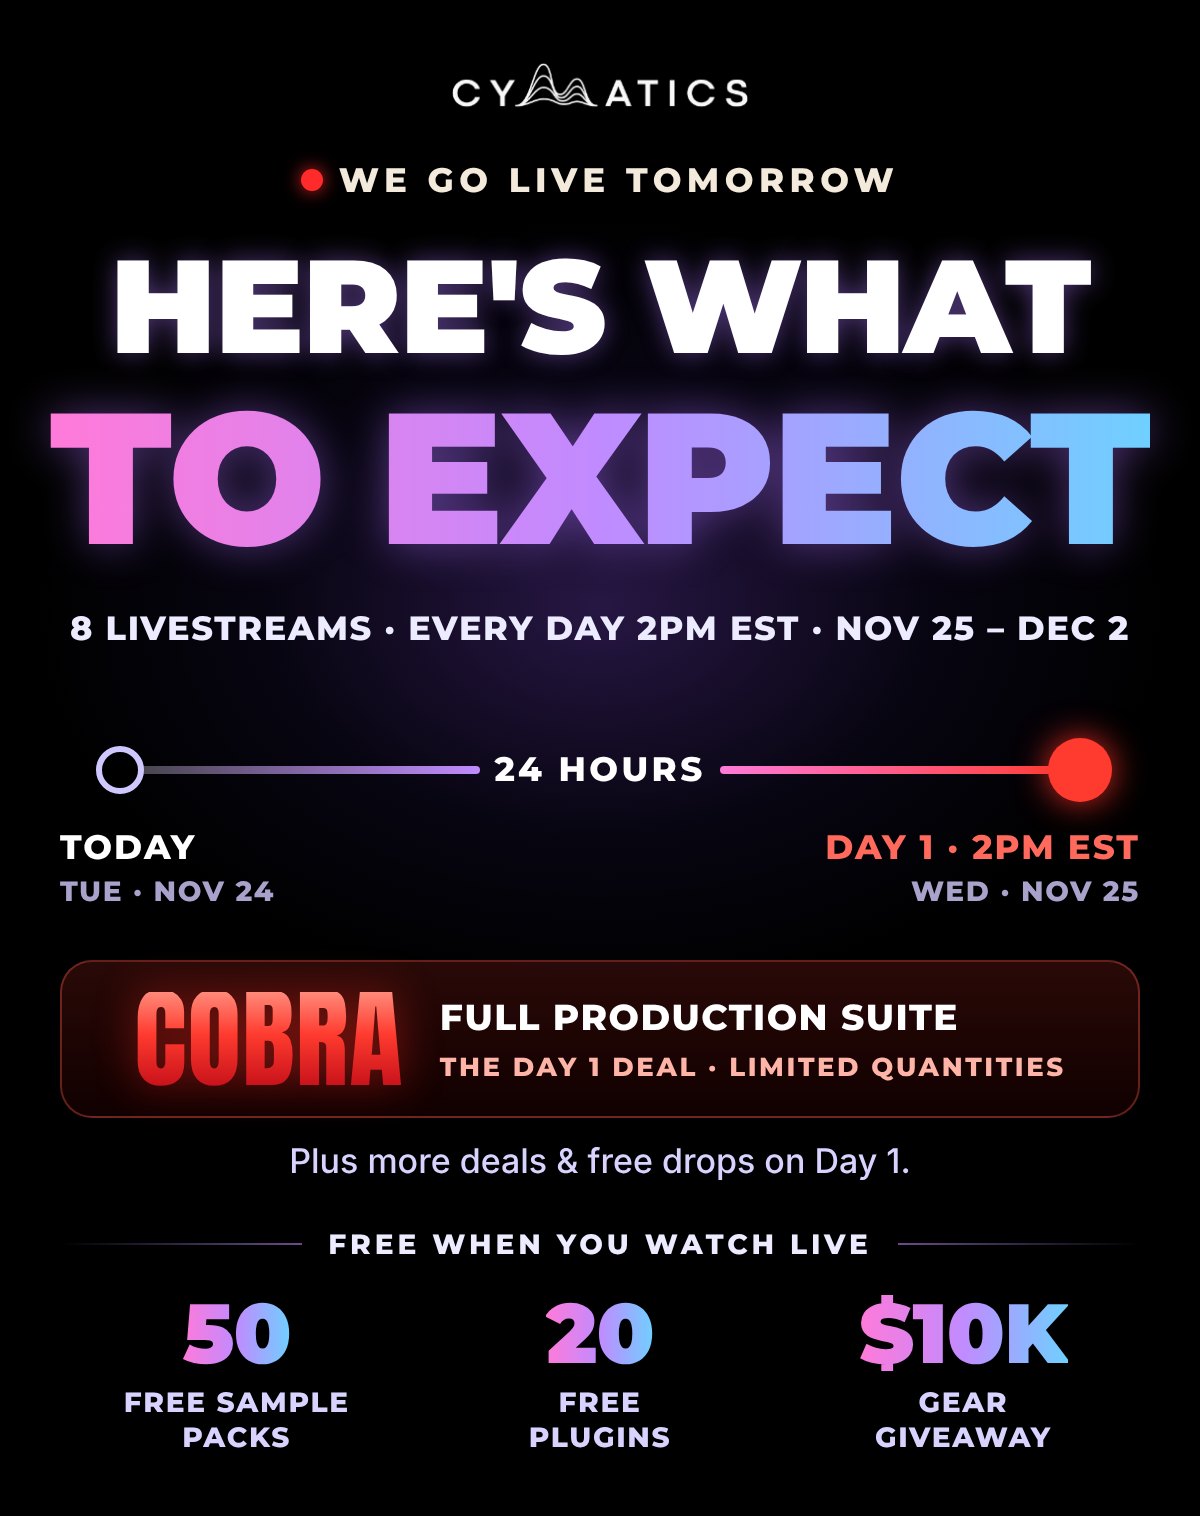 CYMATICS
WE GO LIVE TOMORROW
HERE'S WHAT
TO EXPECT
8 LIVESTREAMS · EVERY DAY 2PM EST · NOV 25 – DEC 2
24 HOURS
TODAY
TUE · NOV 24
DAY 1 · 2PM EST
WED · NOV 25
COBRA
FULL PRODUCTION SUITE
THE DAY 1 DEAL · LIMITED QUANTITIES
Plus more deals & free drops on Day 1.
FREE WHEN YOU WATCH LIVE
50
FREE SAMPLE
PACKS
20
FREE
PLUGINS
$10K
GEAR
GIVEAWAY